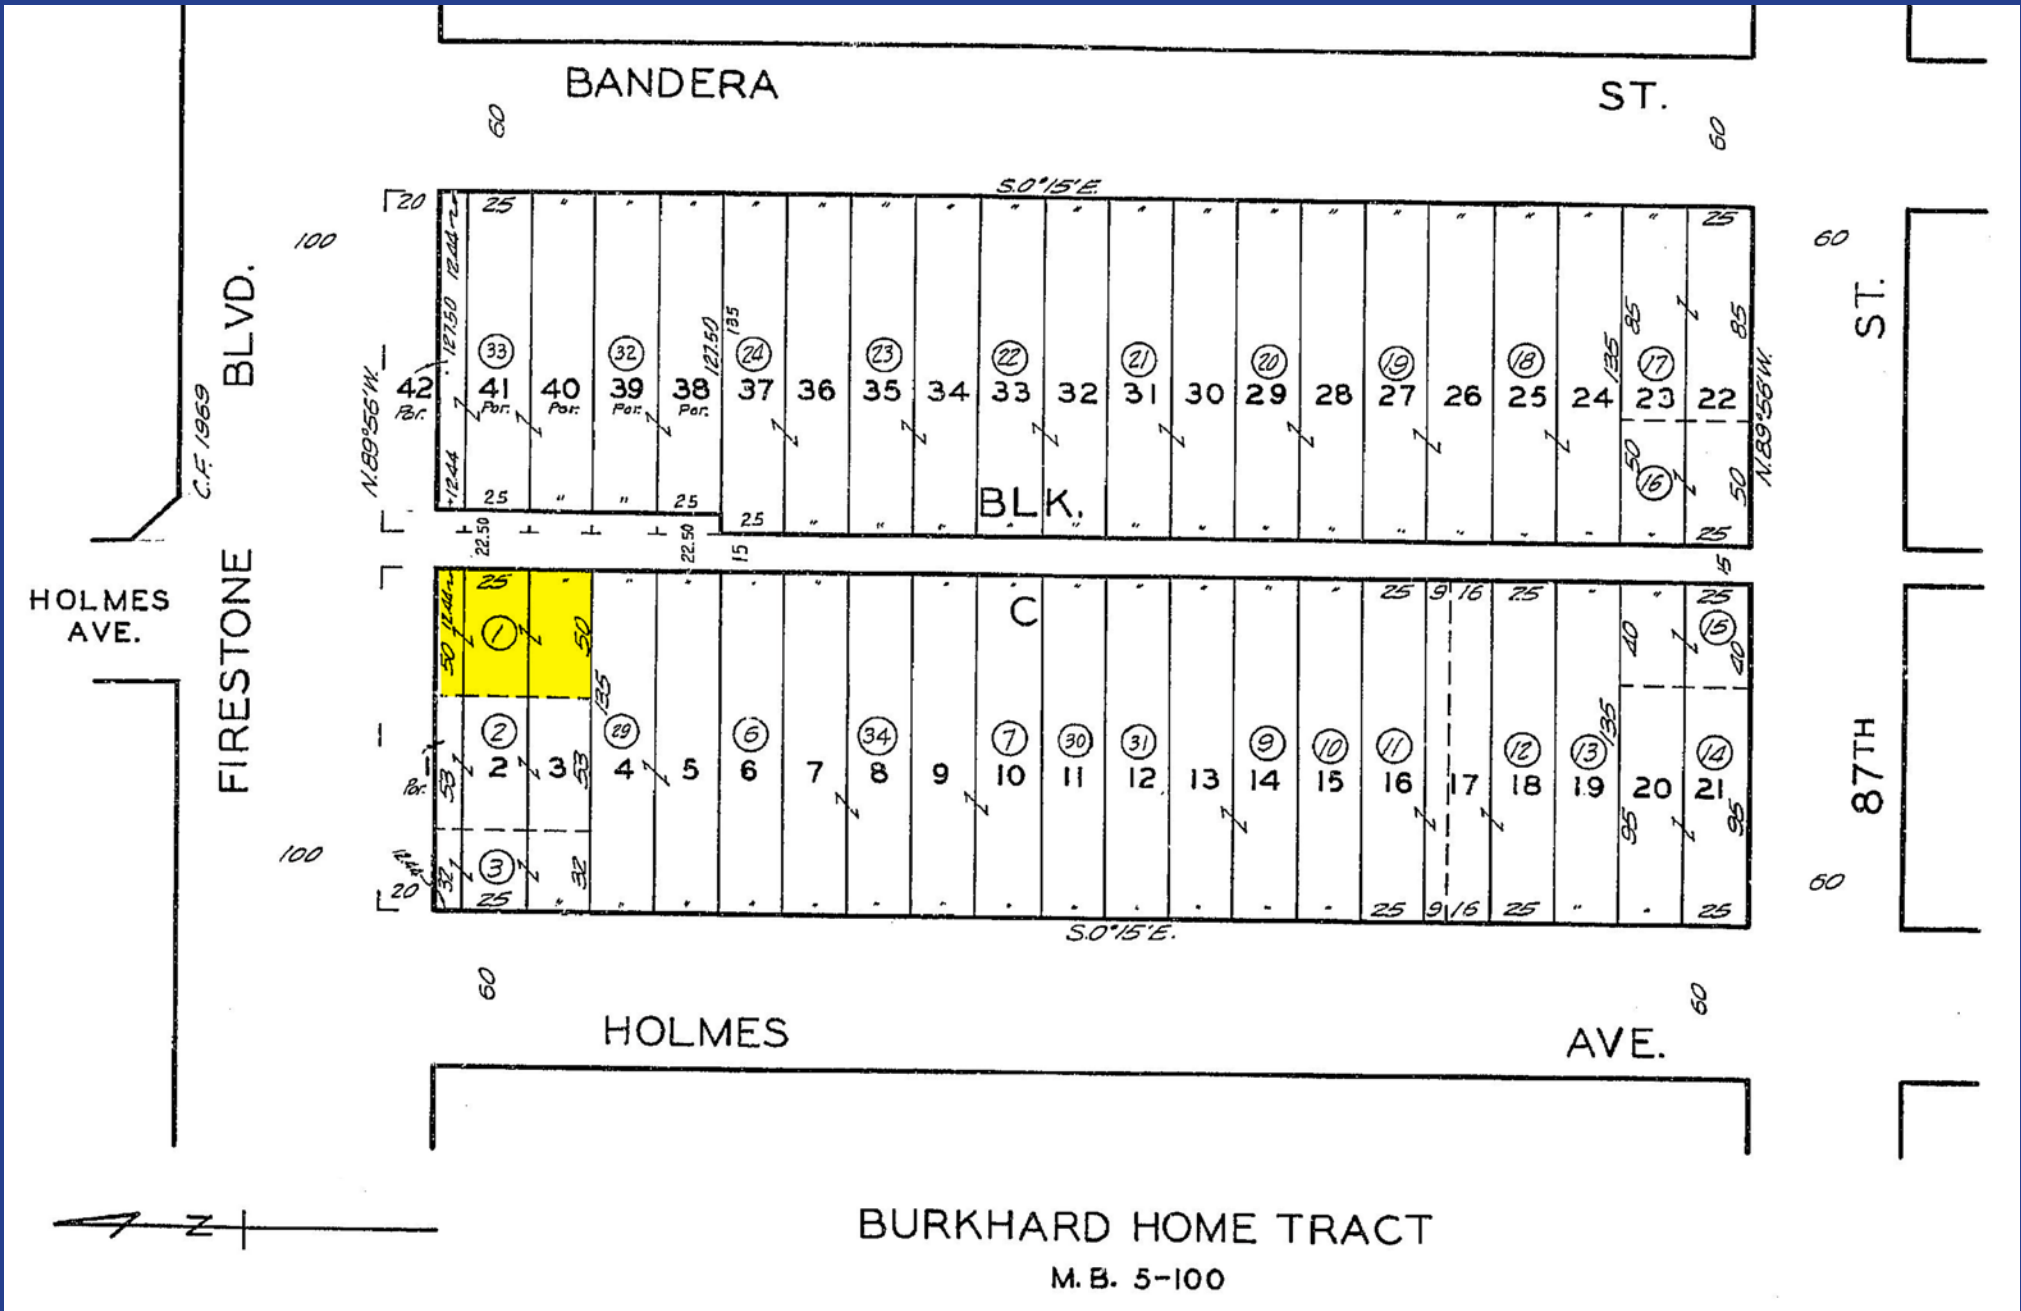 BANDERA ST.
60 60
S.0°15'E.
20 25 " " " " " " " " " " " " " " " " " " 25
100 60
12.44
127.50
127.50 135
135 85 85
33 32 24 23 22 21 20 19 18 17
42 41 40 39 38 37 36 35 34 33 32 31 30 29 28 27 26 25 24 23 22
Por. Por. Por. Por. Por.
N.89°56'W. N.89°56'W.
C.F. 1969
12.44 50 16 50
25 " " 25 25 " " " " " " " " " " " " " " 25
BLK.
22.50 22.50 15 15
FIRESTONE BLVD.
87TH ST.
HOLMES
AVE.
25 " " " " " " " " " " " " " 25 9 16 25 " " 25
C
12.44
50 1 50 40 15 40
135 135
2 29 6 34 7 30 31 9 10 11 12 13 14
1 2 3 4 5 6 7 8 9 10 11 12 13 14 15 16 17 18 19 20 21
Por. 53 53 95 95
100 12.44 32 3 32 60
20 25 " " " " " " " " " " " " " 25 9 16 25 " " 25
S.0°15'E.
60 60
HOLMES AVE.
N
BURKHARD HOME TRACT
M.B. 5-100